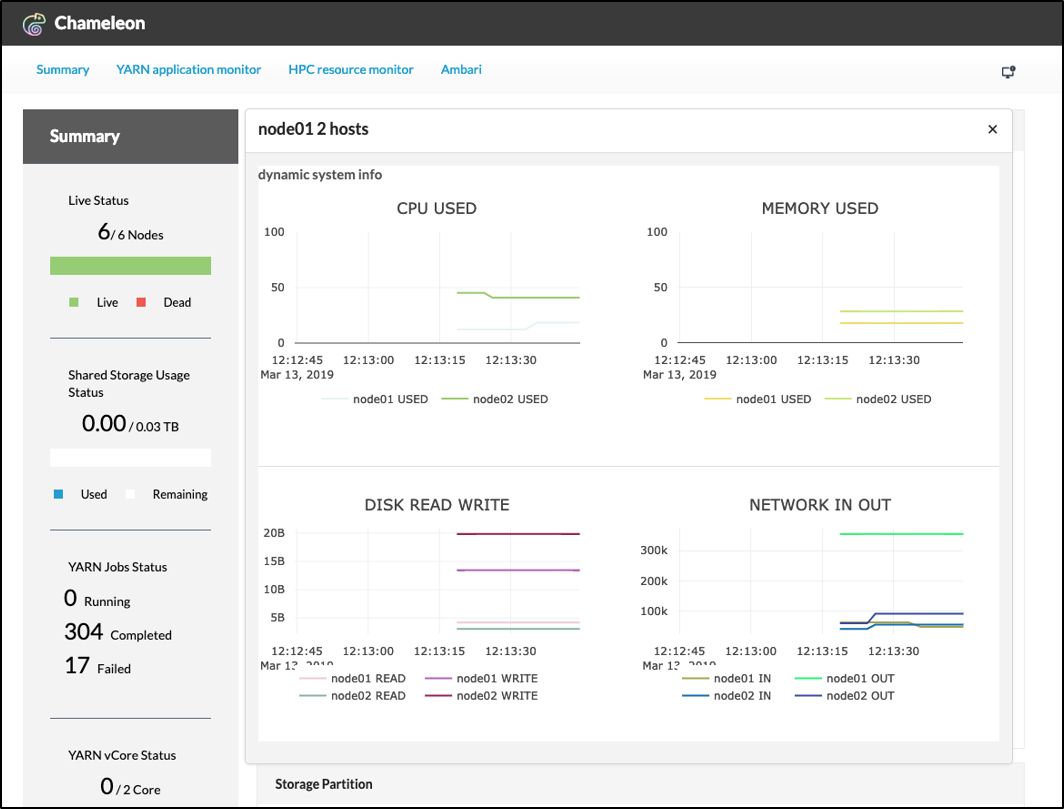 Chameleon
Summary YARN application monitor HPC resource monitor Ambari
Summary
Live Status
6/ 6 Nodes
Live Dead
Shared Storage Usage
Status
0.00 / 0.03 TB
Used Remaining
YARN Jobs Status
0 Running
304 Completed
17 Failed
YARN vCore Status
0 / 2 Core
node01 2 hosts ×
dynamic system info
CPU USED
100
50
0
12:12:45 12:13:00 12:13:15 12:13:30
Mar 13, 2019
node01 USED node02 USED
MEMORY USED
100
50
0
12:12:45 12:13:00 12:13:15 12:13:30
Mar 13, 2019
node01 USED node02 USED
DISK READ WRITE
20B
15B
10B
5B
12:12:45 12:13:00 12:13:15 12:13:30
Mar 13, 2019
node01 READ node01 WRITE
node02 READ node02 WRITE
NETWORK IN OUT
300k
200k
100k
12:12:45 12:13:00 12:13:15 12:13:30
Mar 13, 2019
node01 IN node01 OUT
node02 IN node02 OUT
Storage Partition